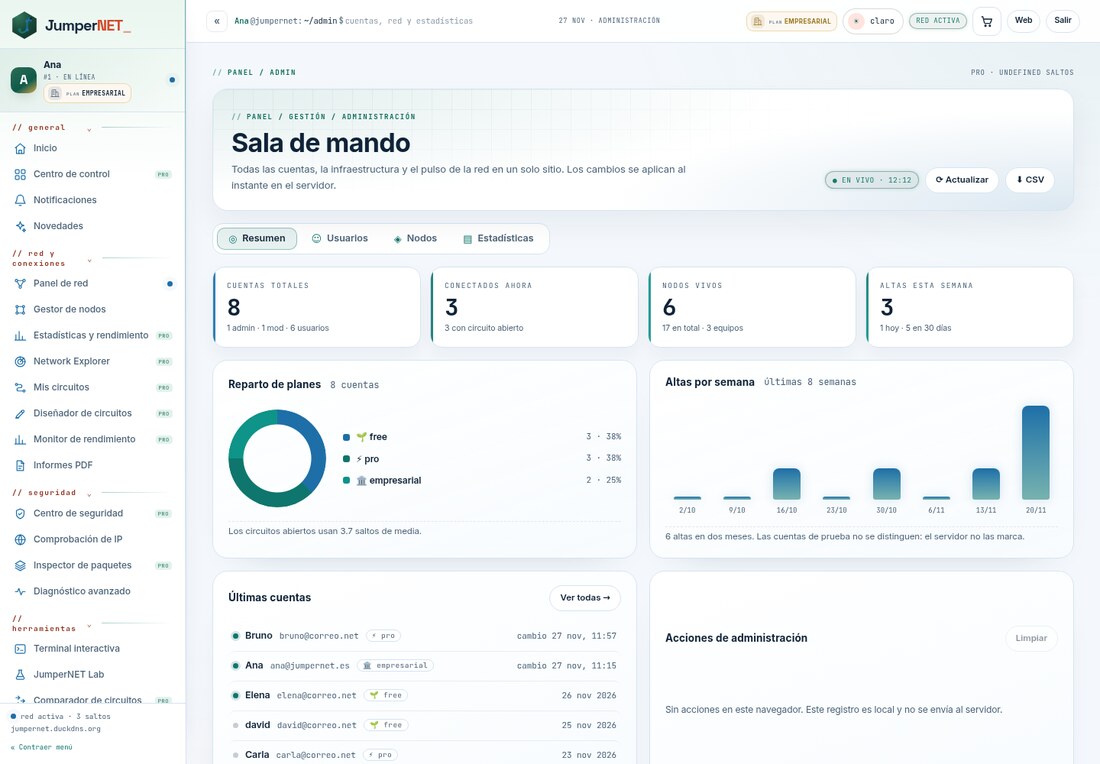 JumperNET_
A
Ana
#1 · EN LÍNEA
PLAN EMPRESARIAL
// general
Inicio
Centro de control PRO
Notificaciones
Novedades
// red y conexiones
Panel de red
Gestor de nodos
Estadísticas y rendimiento PRO
Network Explorer PRO
Mis circuitos PRO
Diseñador de circuitos PRO
Monitor de rendimiento PRO
Informes PDF
// seguridad
Centro de seguridad
Comprobación de IP
Inspector de paquetes PRO
Diagnóstico avanzado
// herramientas
Terminal interactiva
JumperNET Lab
Comparador de circuitos PRO
red activa · 3 saltos
jumpernet.duckdns.org
« Contraer menú
« Ana@jumpernet:~/admin$ cuentas, red y estadísticas
27 NOV · ADMINISTRACIÓN
PLAN EMPRESARIAL
claro
RED ACTIVA
Web
Salir
// PANEL / ADMIN
PRO · UNDEFINED SALTOS
// PANEL / GESTIÓN / ADMINISTRACIÓN
Sala de mando
Todas las cuentas, la infraestructura y el pulso de la red en un solo sitio. Los cambios se aplican al
instante en el servidor.
● EN VIVO · 12:12
⟳ Actualizar
⬇ CSV
Resumen
Usuarios
Nodos
Estadísticas
CUENTAS TOTALES
8
1 admin · 1 mod · 6 usuarios
CONECTADOS AHORA
3
3 con circuito abierto
NODOS VIVOS
6
17 en total · 3 equipos
ALTAS ESTA SEMANA
3
1 hoy · 5 en 30 días
Reparto de planes 8 cuentas
free 3 · 38%
pro 3 · 38%
empresarial 2 · 25%
Los circuitos abiertos usan 3.7 saltos de media.
Altas por semana últimas 8 semanas
2/10 9/10 16/10 23/10 30/10 6/11 13/11 20/11
6 altas en dos meses. Las cuentas de prueba no se distinguen: el servidor no las marca.
Últimas cuentas
Ver todas →
Bruno bruno@correo.net pro cambio 27 nov, 11:57
Ana ana@jumpernet.es empresarial cambio 27 nov, 11:15
Elena elena@correo.net free 26 nov 2026
david david@correo.net free 25 nov 2026
Carla carla@correo.net pro 23 nov 2026
Acciones de administración
Limpiar
Sin acciones en este navegador. Este registro es local y no se envía al servidor.